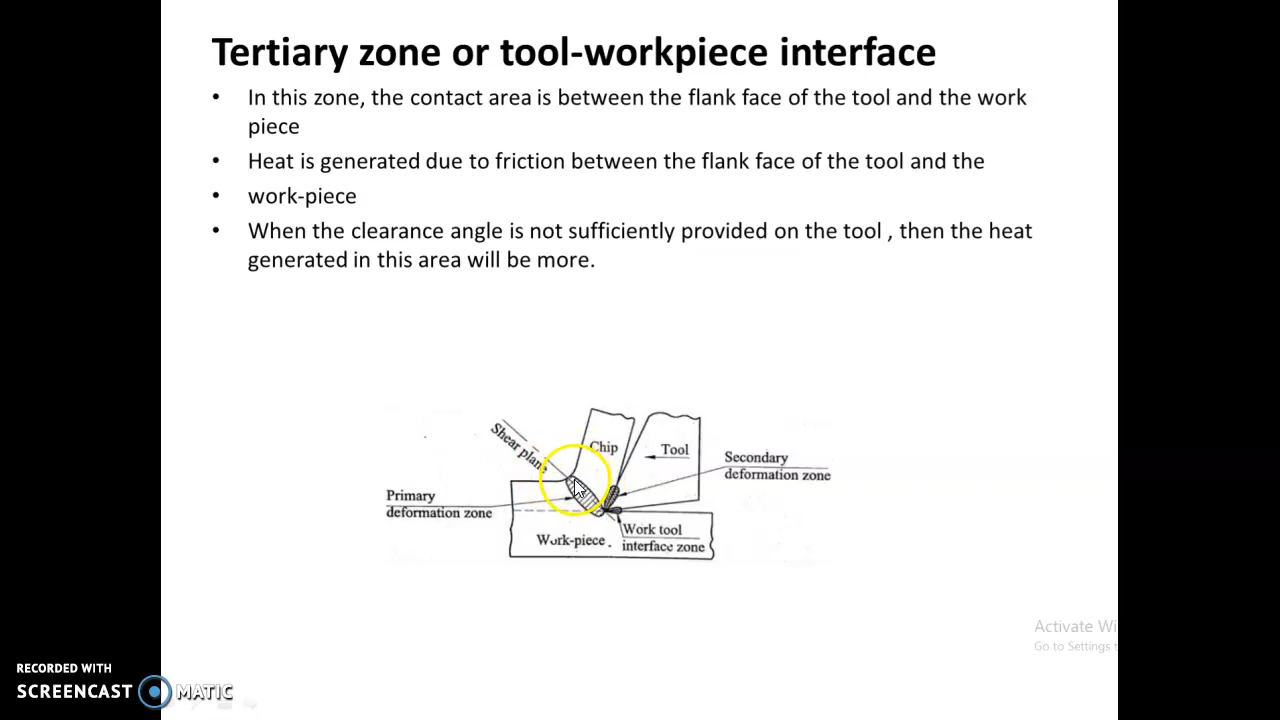 Tertiary zone or tool-workpiece interface
• In this zone, the contact area is between the flank face of the tool and the work
piece
• Heat is generated due to friction between the flank face of the tool and the
• work-piece
• When the clearance angle is not sufficiently provided on the tool , then the heat
generated in this area will be more.
Shear plane
Chip
Tool
Secondary
deformation zone
Primary
deformation zone
Work tool
interface zone
Work-piece .
Activate Wi
Go to Settings t
RECORDED WITH
SCREENCAST MATIC